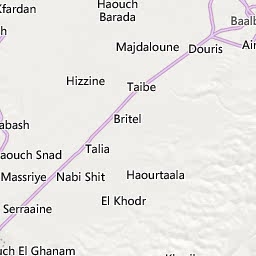 Kfardan
Haouch
Barada
Baalb
Majdaloune
Douris
Ain
Hizzine
Taibe
Britel
abash
aouch Snad
Talia
Massriye
Nabi Shit
Haourtaala
El Khodr
Serraaine
uch El Ghanam